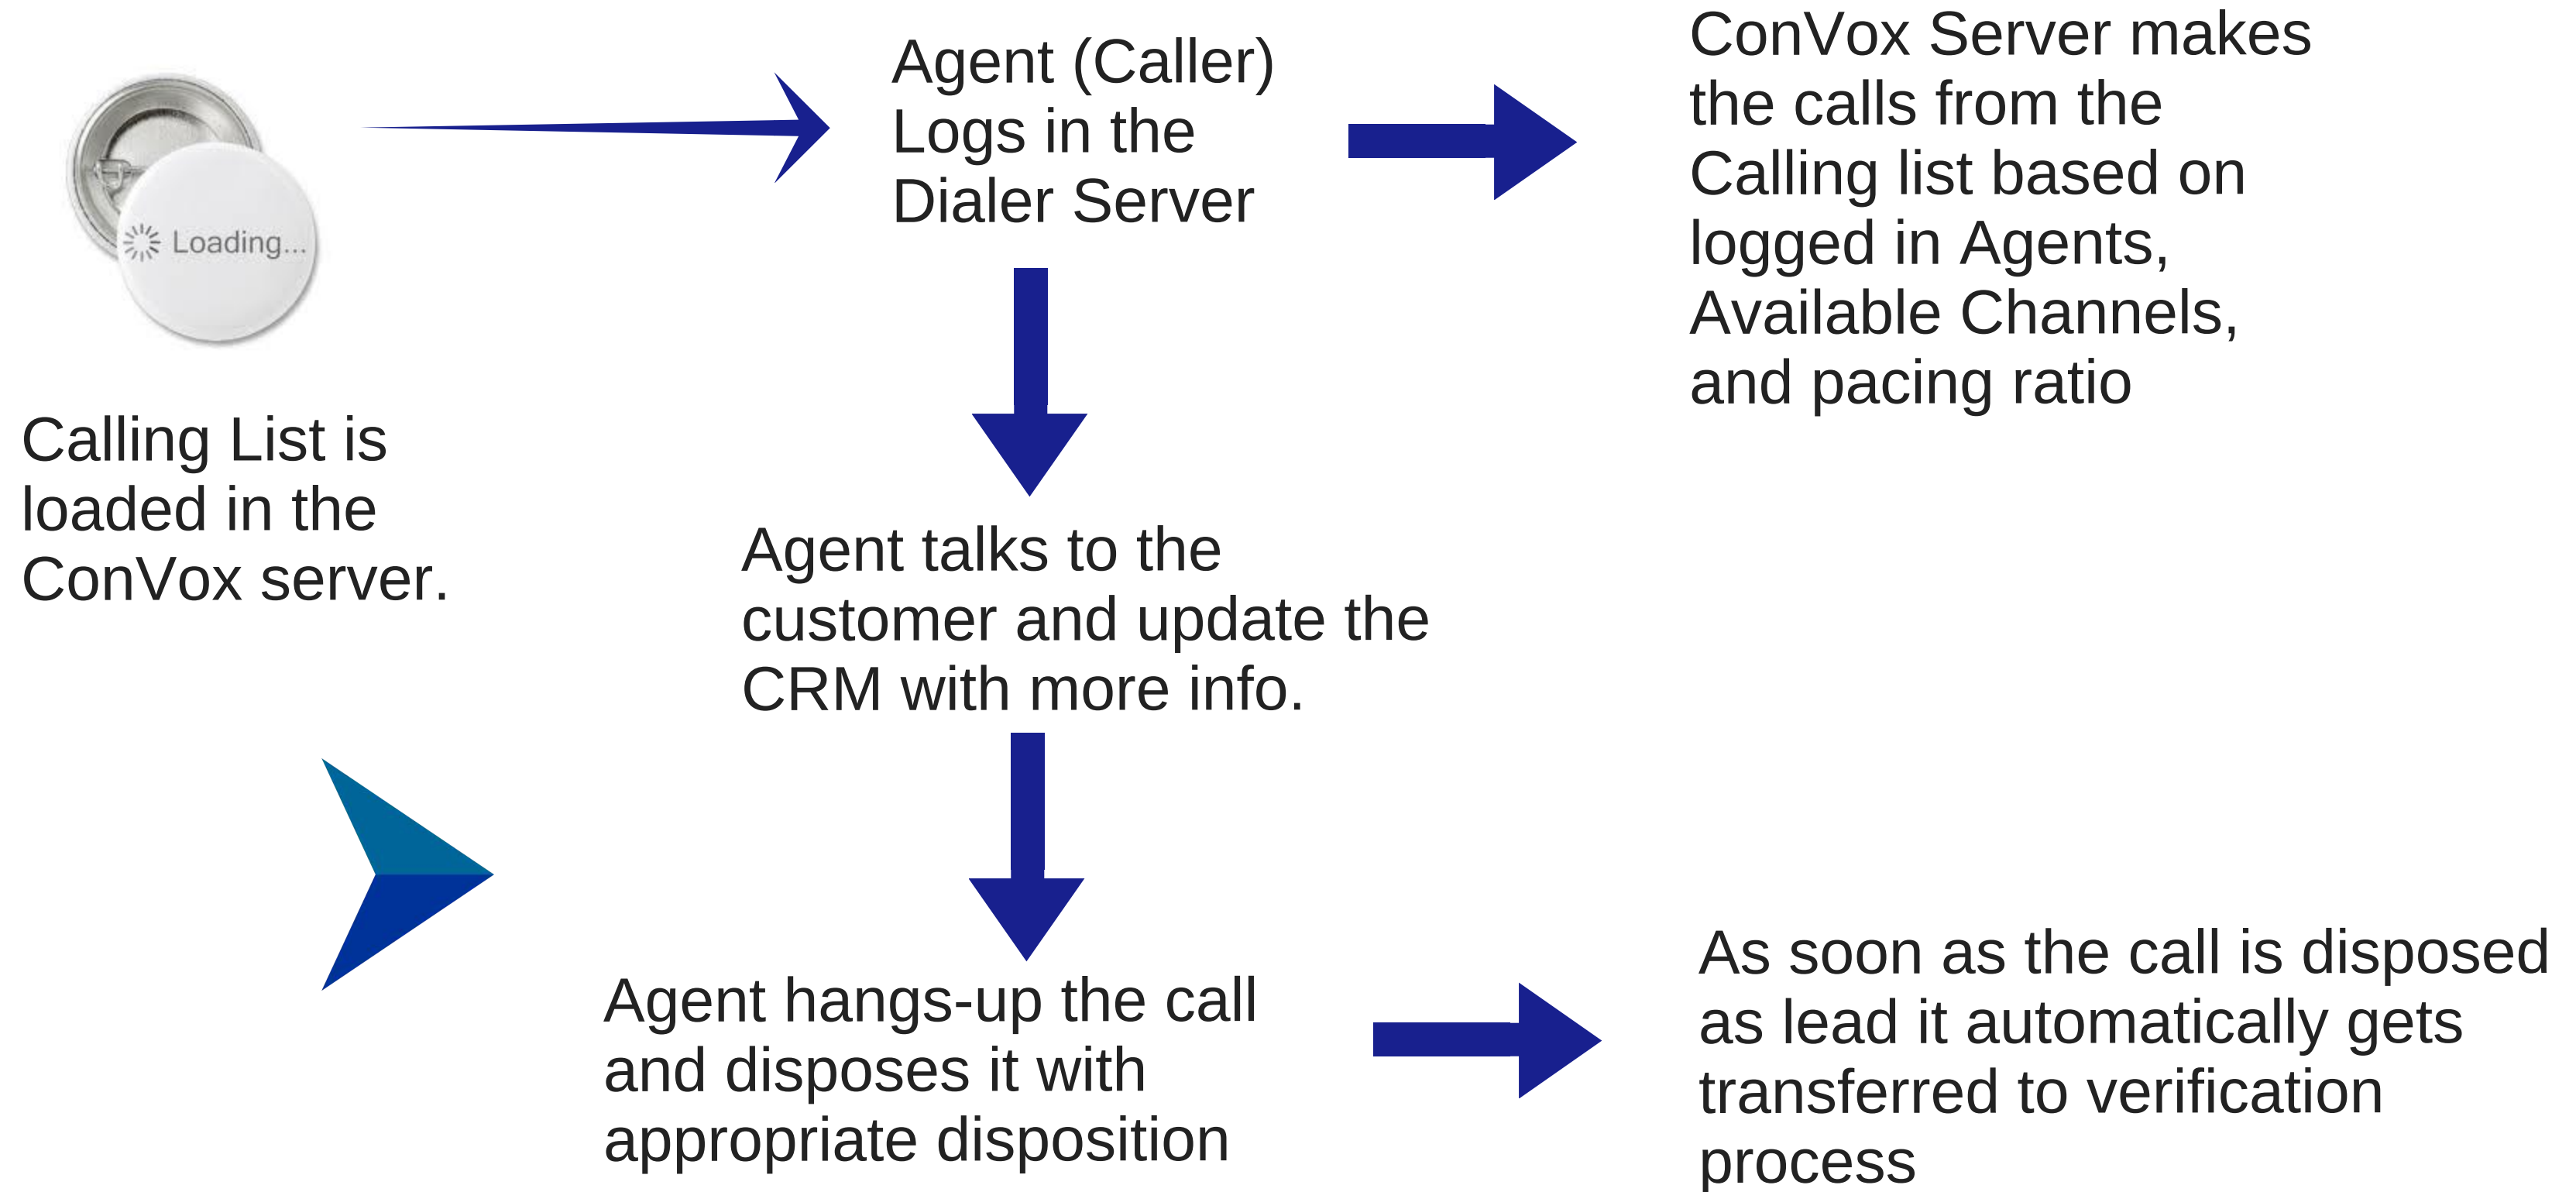 Loading...
Calling List is
loaded in the
ConVox server.
Agent (Caller)
Logs in the
Dialer Server
ConVox Server makes
the calls from the
Calling list based on
logged in Agents,
Available Channels,
and pacing ratio
Agent talks to the
customer and update the
CRM with more info.
Agent hangs-up the call
and disposes it with
appropriate disposition
As soon as the call is disposed
as lead it automatically gets
transferred to verification
process